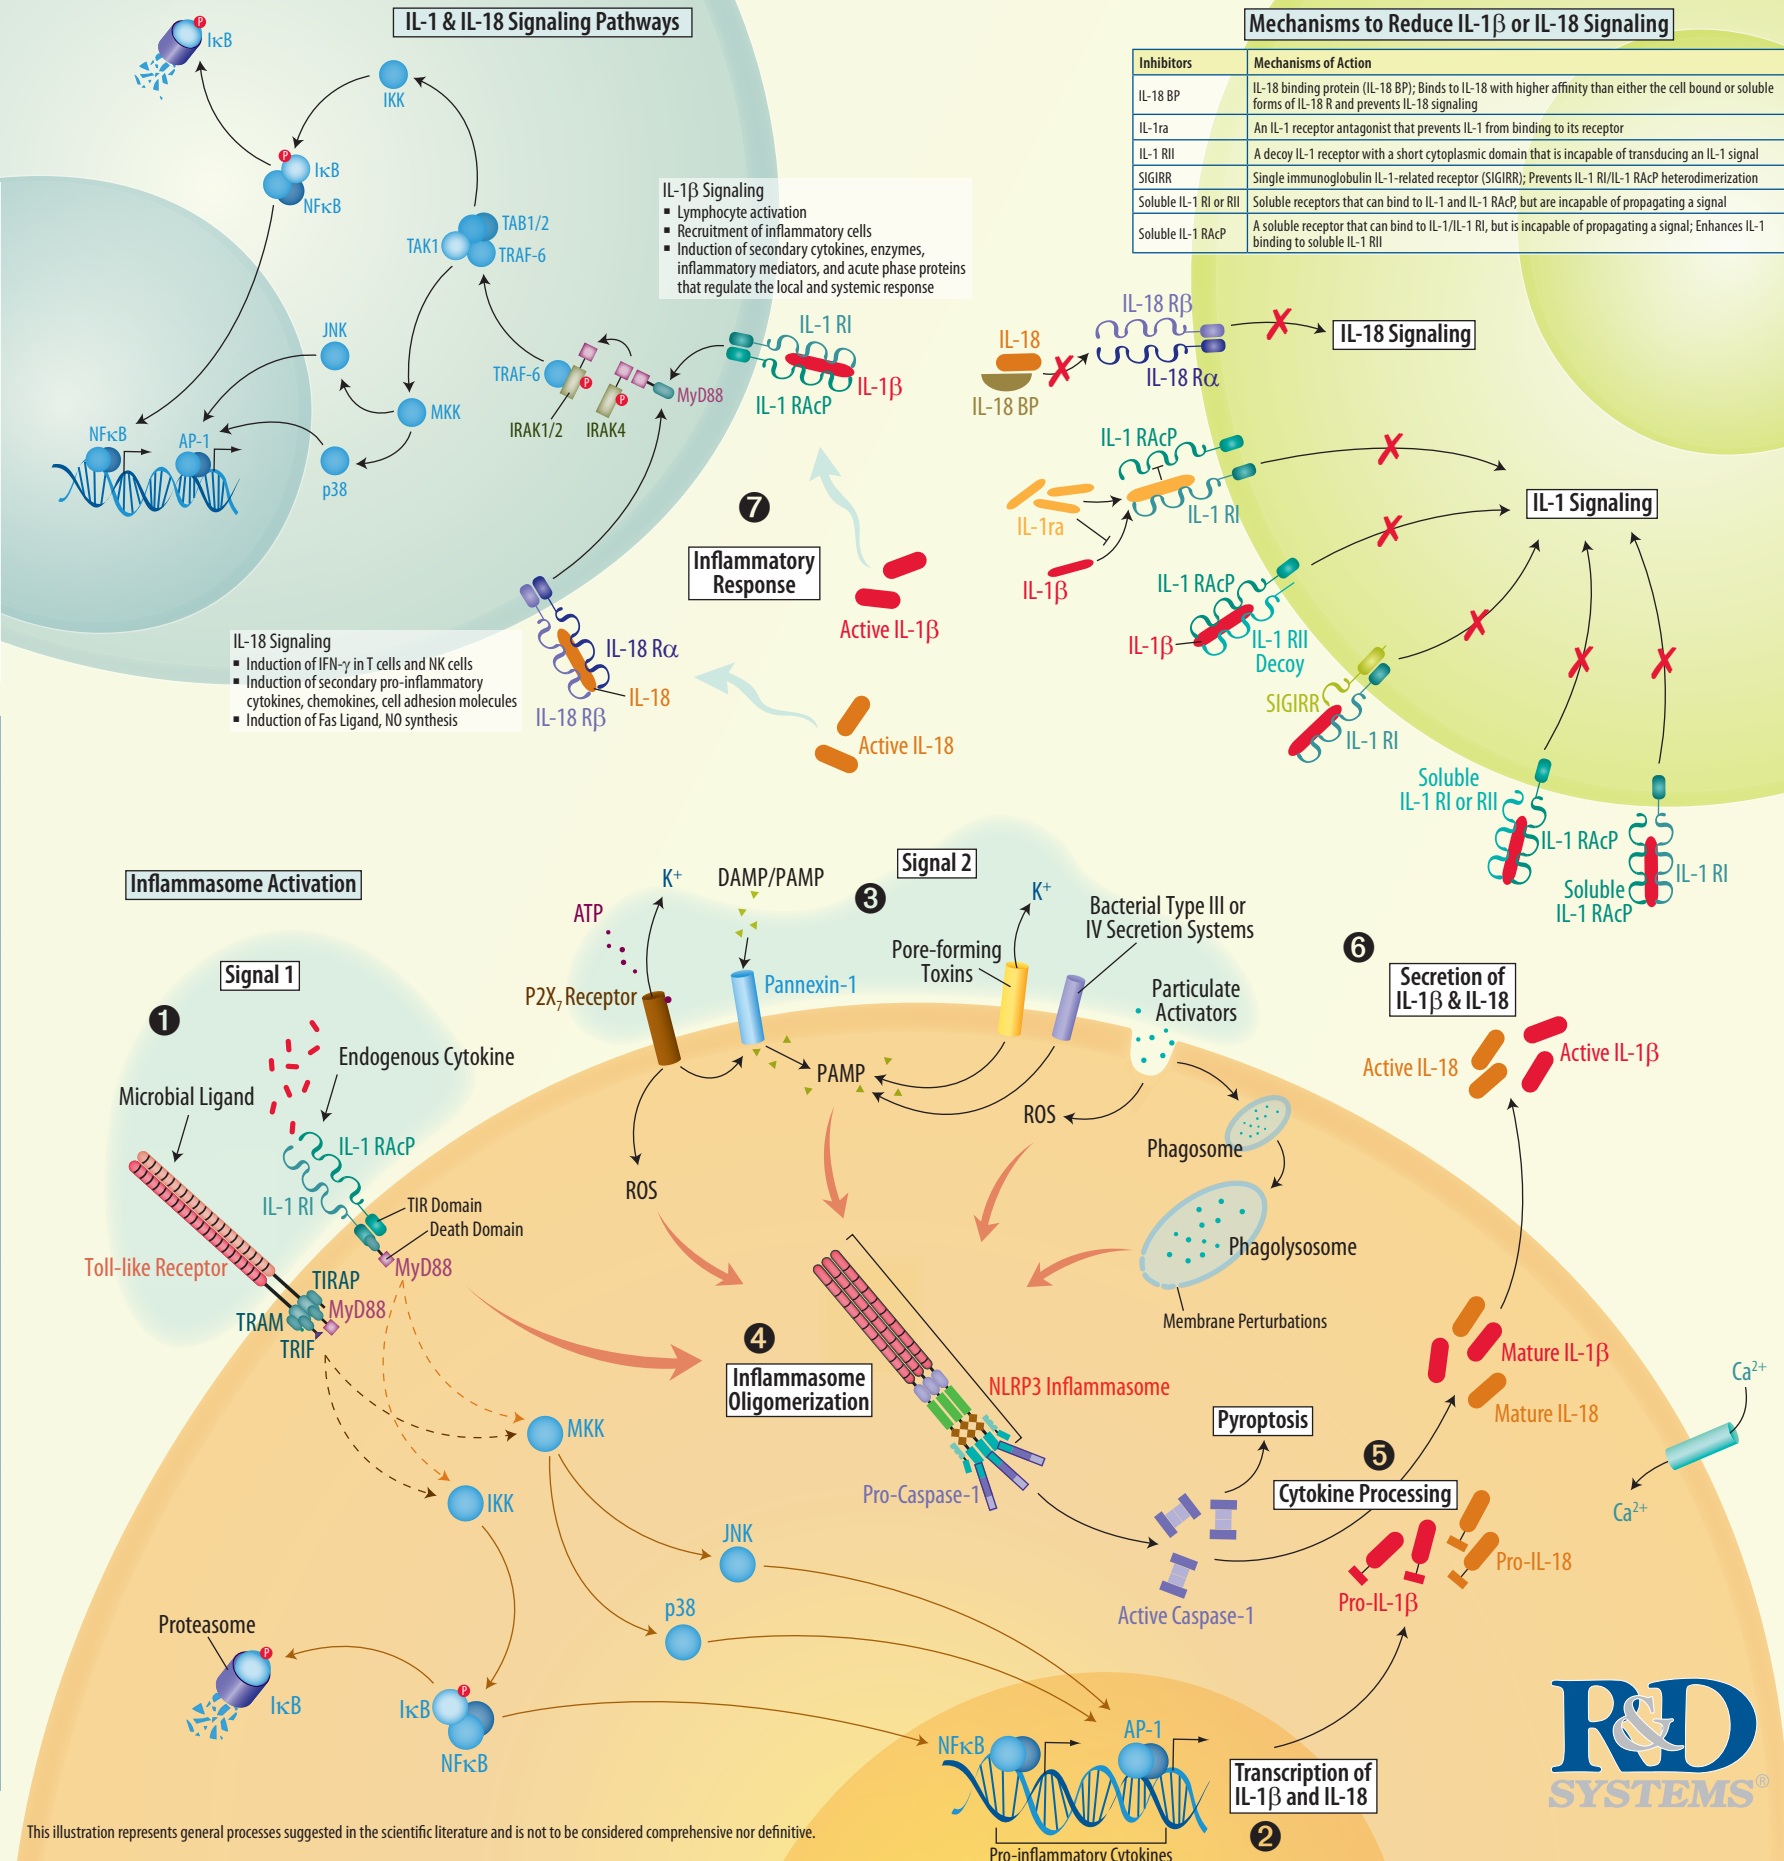 IL-1 & IL-18 Signaling Pathways
P
IκB
IKK
P
IκB
NFκB
TAB1/2
TAK1
TRAF-6
JNK
MKK
p38
NFκB
AP-1
TRAF-6
P
P
IRAK1/2
IRAK4
MyD88
IL-1β Signaling
▪ Lymphocyte activation
▪ Recruitment of inflammatory cells
▪ Induction of secondary cytokines, enzymes,
inflammatory mediators, and acute phase proteins
that regulate the local and systemic response
IL-1 RI
IL-1β
IL-1 RAcP
IL-18 Signaling
▪ Induction of IFN-γ in T cells and NK cells
▪ Induction of secondary pro-inflammatory
cytokines, chemokines, cell adhesion molecules
▪ Induction of Fas Ligand, NO synthesis
IL-18 Rα
IL-18
IL-18 Rβ
7
Inflammatory
Response
Active IL-1β
Active IL-18
Mechanisms to Reduce IL-1β or IL-18 Signaling
Inhibitors
Mechanisms of Action
IL-18 BP
IL-18 binding protein (IL-18 BP); Binds to IL-18 with higher affinity than either the cell bound or soluble
forms of IL-18 R and prevents IL-18 signaling
IL-1ra
An IL-1 receptor antagonist that prevents IL-1 from binding to its receptor
IL-1 RII
A decoy IL-1 receptor with a short cytoplasmic domain that is incapable of transducing an IL-1 signal
SIGIRR
Single immunoglobulin IL-1-related receptor (SIGIRR); Prevents IL-1 RI/IL-1 RAcP heterodimerization
Soluble IL-1 RI or RII
Soluble receptors that can bind to IL-1 and IL-1 RAcP, but are incapable of propagating a signal
Soluble IL-1 RAcP
A soluble receptor that can bind to IL-1/IL-1 RI, but is incapable of propagating a signal; Enhances IL-1
binding to soluble IL-1 RII
IL-18 Rβ
IL-18
IL-18 BP
IL-18 Rα
IL-18 Signaling
IL-1 RAcP
IL-1ra
IL-1 RI
IL-1β
IL-1 Signaling
IL-1 RAcP
IL-1β
IL-1 RII
Decoy
SIGIRR
IL-1 RI
Soluble
IL-1 RI or RII
IL-1 RAcP
IL-1 RI
Soluble
IL-1 RAcP
Inflammasome Activation
Signal 1
1
Endogenous Cytokine
Microbial Ligand
IL-1 RAcP
IL-1 RI
TIR Domain
Death Domain
MyD88
Toll-like Receptor
TIRAP
MyD88
TRAM
TRIF
Signal 2
3
K+
DAMP/PAMP
ATP
P2X7 Receptor
Pannexin-1
K+
Pore-forming
Toxins
Bacterial Type III or
IV Secretion Systems
Particulate
Activators
PAMP
ROS
ROS
Phagosome
Phagolysosome
Membrane Perturbations
4
Inflammasome
Oligomerization
NLRP3 Inflammasome
Pro-Caspase-1
6
Secretion of
IL-1β & IL-18
Active IL-18
Active IL-1β
Mature IL-1β
Mature IL-18
Pyroptosis
5
Cytokine Processing
Active Caspase-1
Pro-IL-18
Pro-IL-1β
Ca2+
Ca2+
MKK
IKK
JNK
p38
Proteasome
P
IκB
P
IκB
NFκB
NFκB
AP-1
Transcription of
IL-1β and IL-18
2
Pro-inflammatory Cytokines
R&D
SYSTEMS®
This illustration represents general processes suggested in the scientific literature and is not to be considered comprehensive nor definitive.